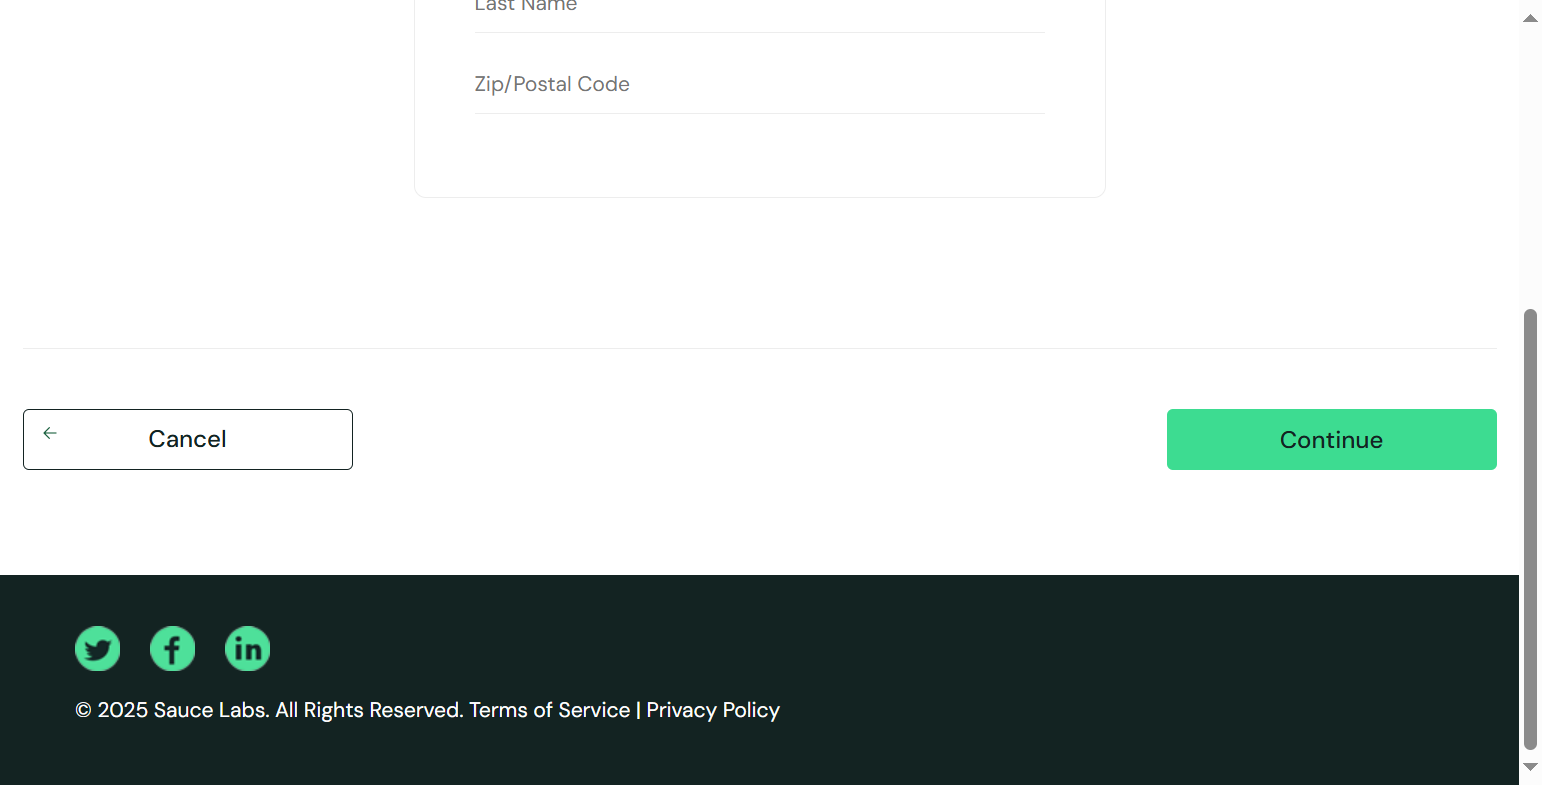 Last Name
Zip/Postal Code
Cancel
Continue
© 2025 Sauce Labs. All Rights Reserved. Terms of Service | Privacy Policy